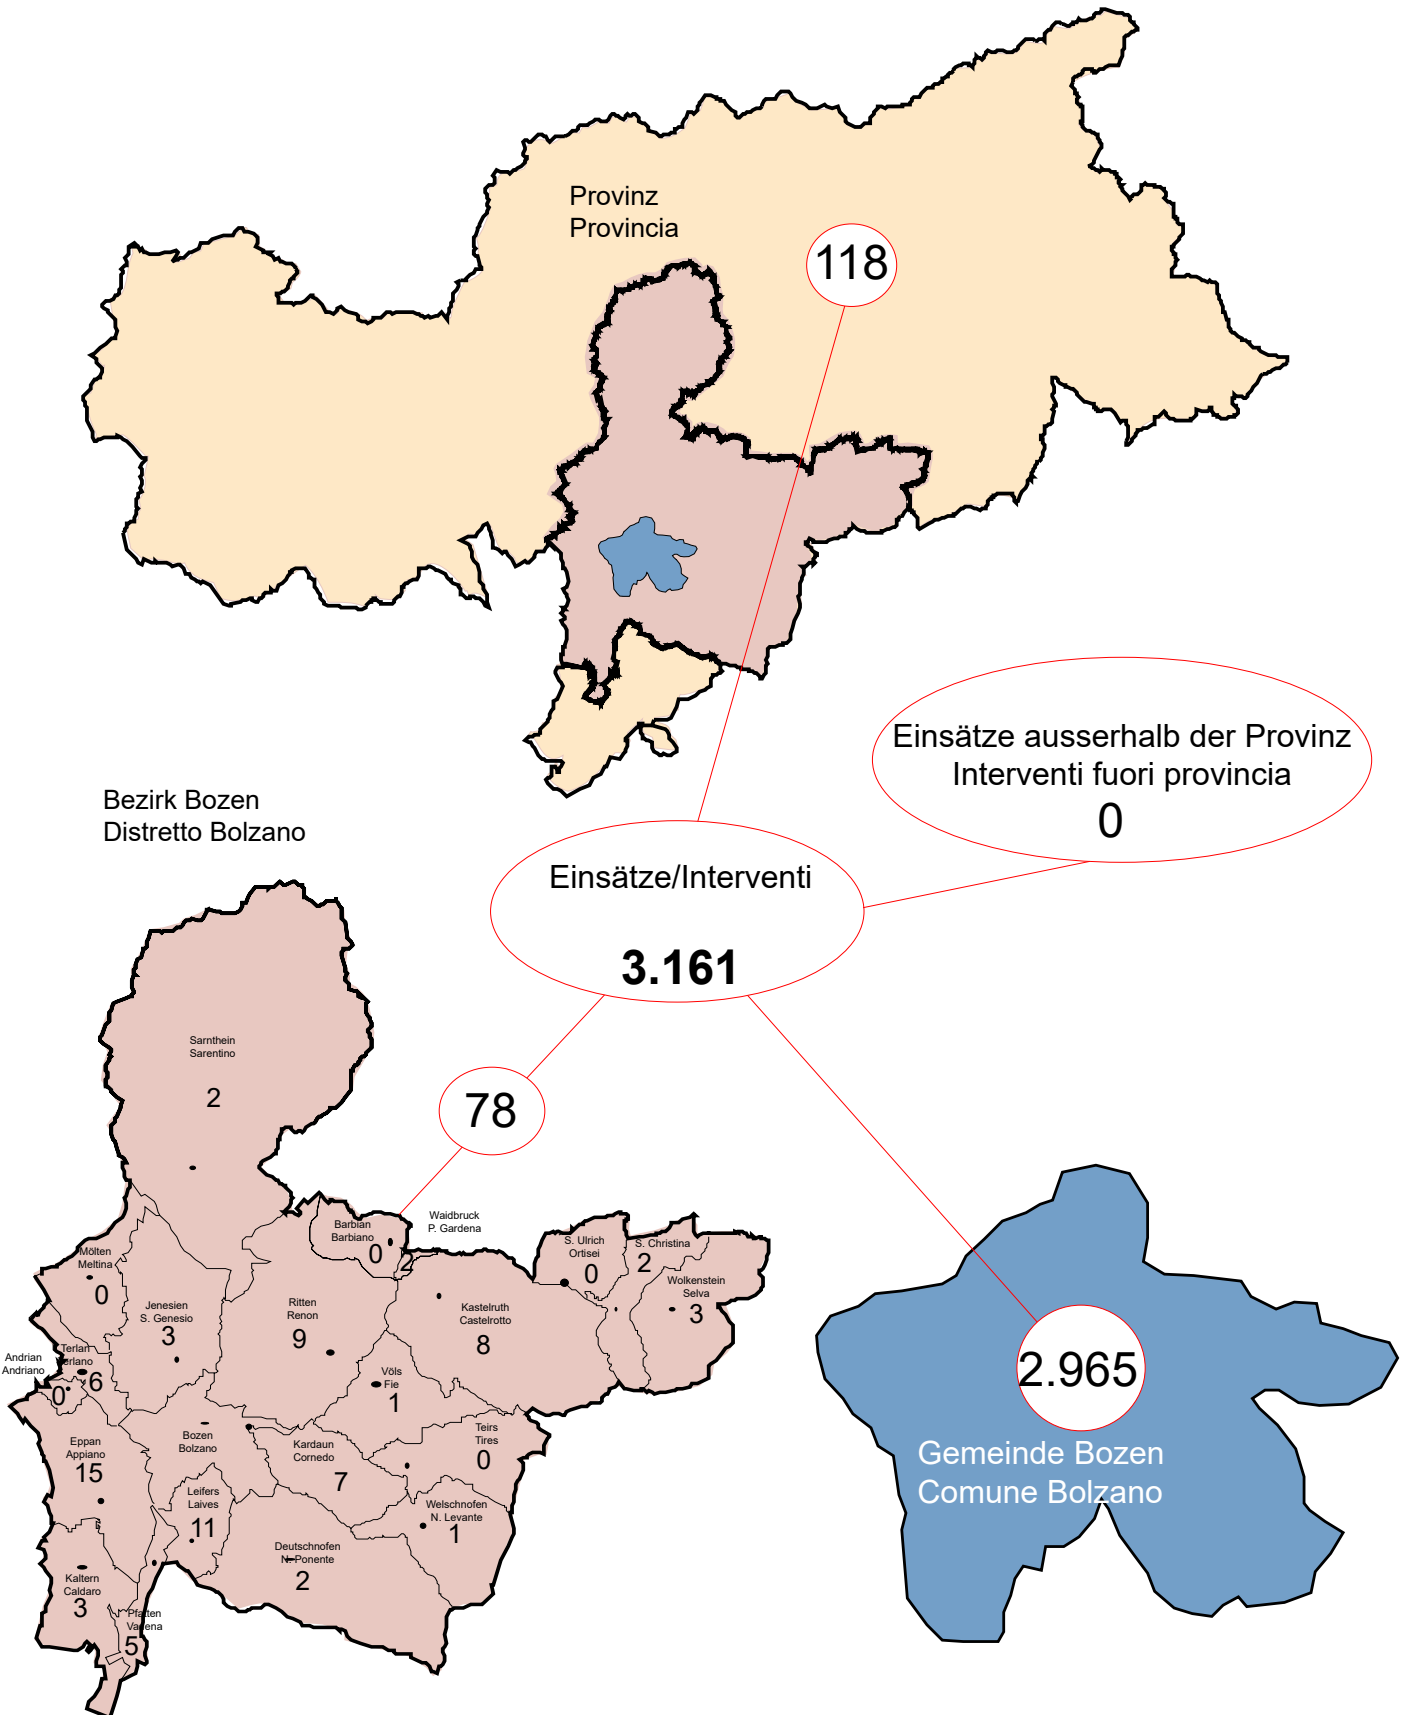 Provinz
Provincia
118
Einsätze ausserhalb der Provinz
Interventi fuori provincia
0
Bezirk Bozen
Distretto Bolzano
Einsätze/Interventi
3.161
78
Sarnthein
Sarentino
2
Waidbruck
P. Gardena
2
Barbian
Barbiano
0
S. Ulrich
Ortisei
0
S. Christina
2
Wolkenstein
Selva
3
Mölten
Meltina
0
Jenesien
S. Genesio
3
Ritten
Renon
9
Kastelruth
Castelrotto
8
Andrian
Andriano
0
Terlan
6
Völs
Fie
1
Eppan
Appiano
15
Bozen
Bolzano
Kardaun
Cornedo
7
Teirs
Tires
0
Leifers
Laives
11
Welschnofen
N. Levante
1
Deutschnofen
N. Ponente
2
Kaltern
Caldaro
3
Pfatten
Vadena
5
2.965
Gemeinde Bozen
Comune Bolzano